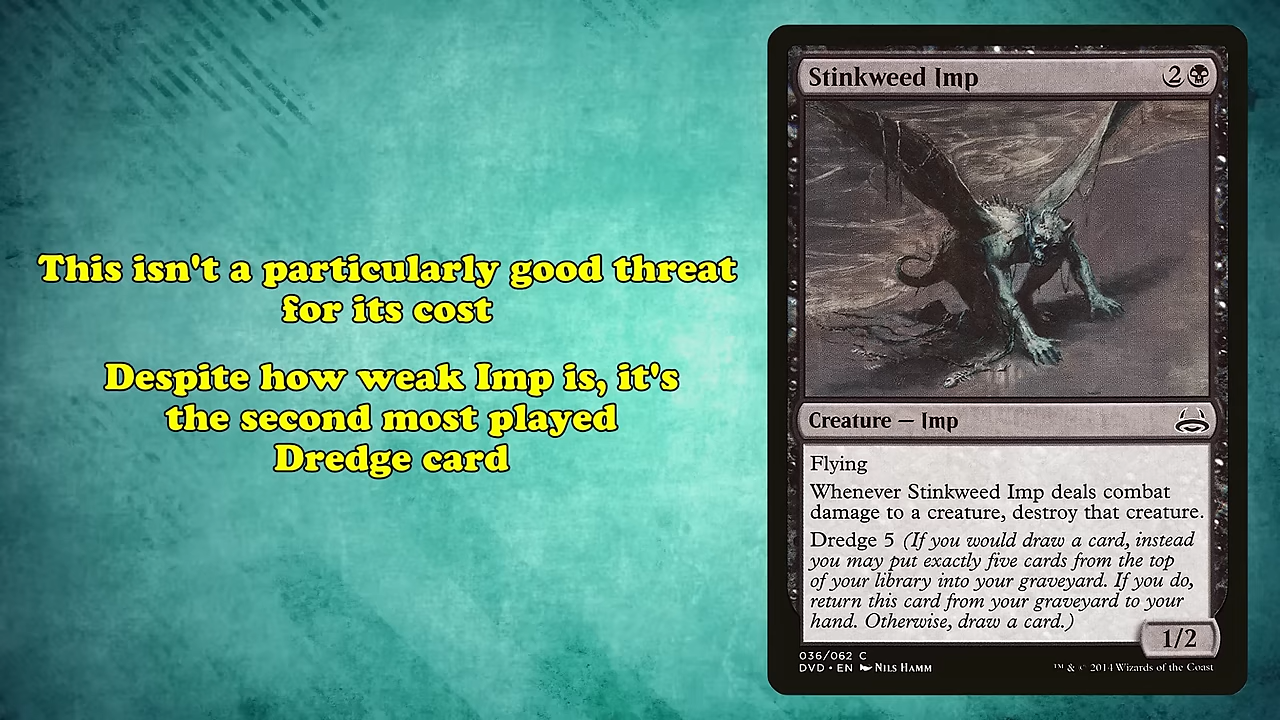 This isn't a particularly good threat
for its cost
Despite how weak Imp is, it's
the second most played
Dredge card
Stinkweed Imp 2
Creature — Imp
Flying
Whenever Stinkweed Imp deals combat
damage to a creature, destroy that creature.
Dredge 5 (If you would draw a card, instead
you may put exactly five cards from the top
of your library into your graveyard. If you do,
return this card from your graveyard to your
hand. Otherwise, draw a card.)
1/2
036/062 C
DVD • EN Nils Hamm
™ & © 2014 Wizards of the Coast